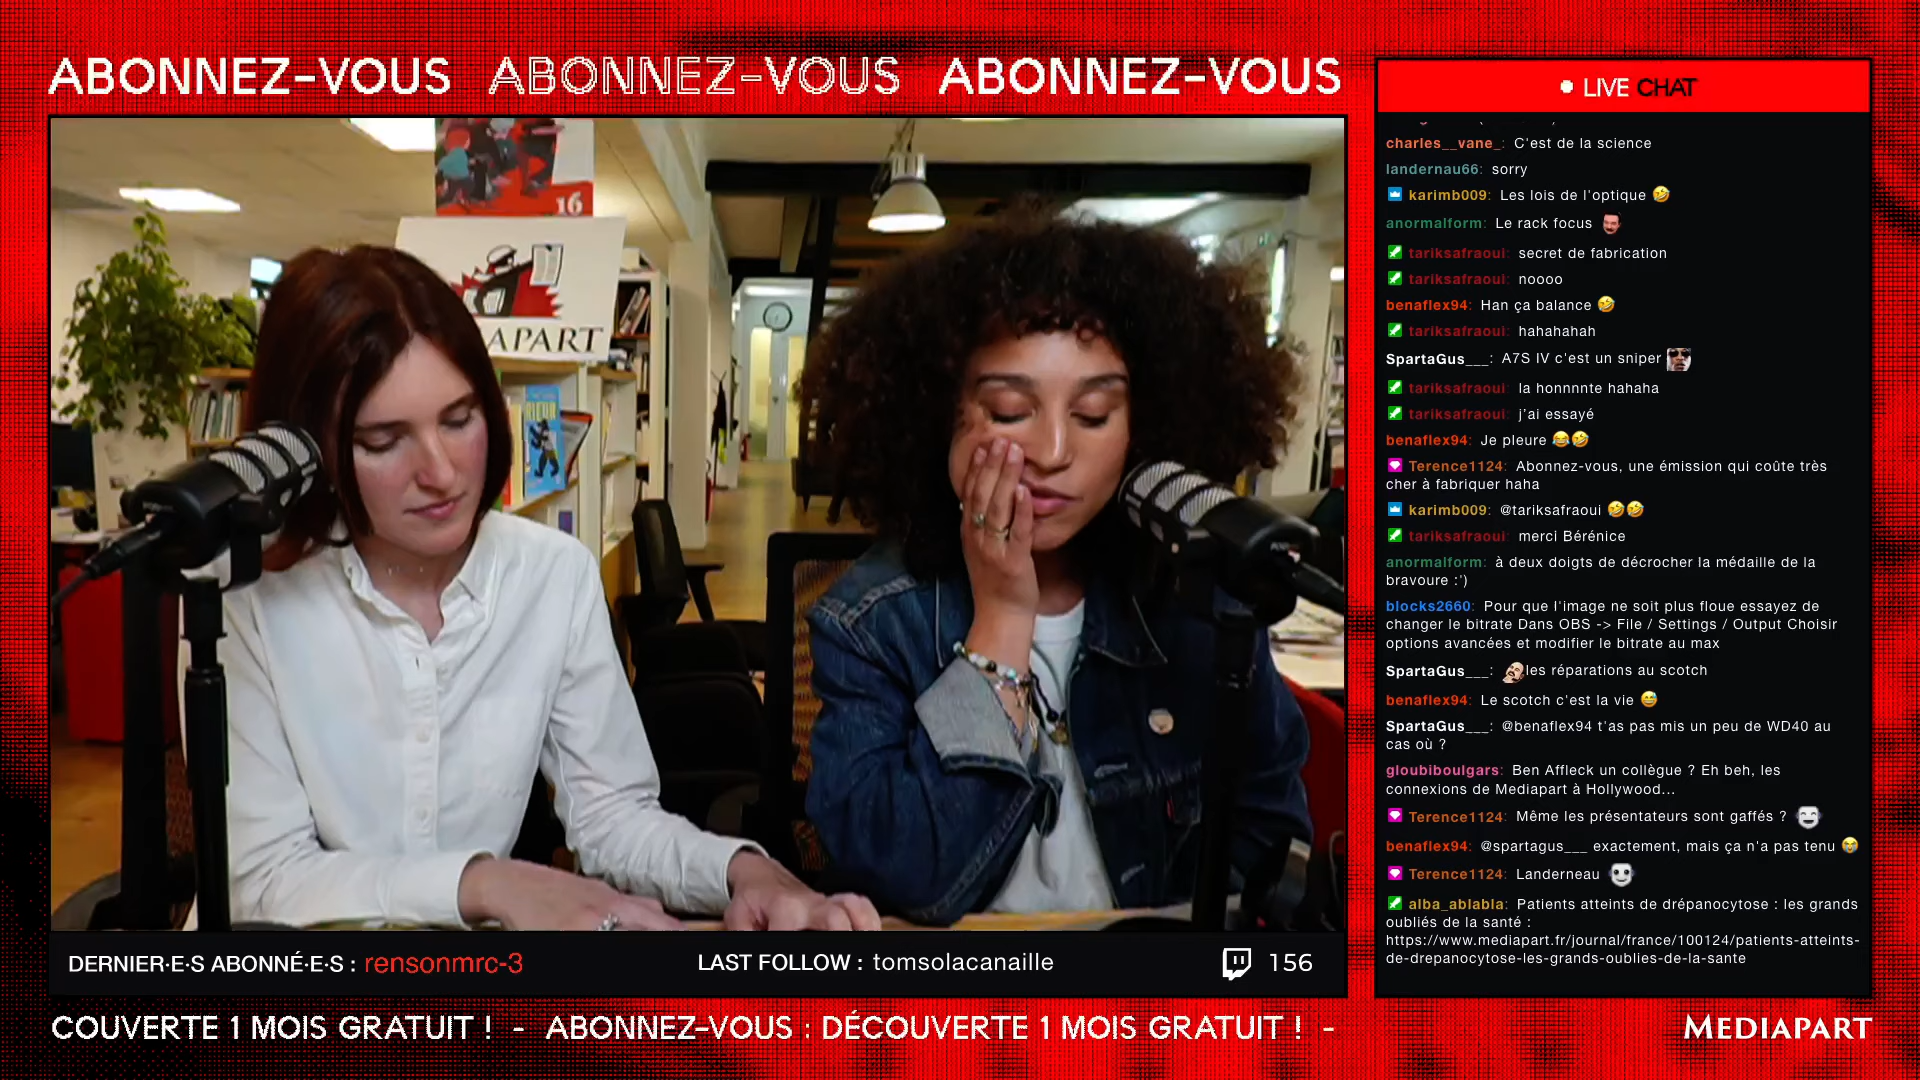 ABONNEZ-VOUS ABONNEZ-VOUS ABONNEZ-VOUS
16
APART
RIEUR
DERNIER·E·S ABONNÉ·E·S : rensonmrc-3
LAST FOLLOW : tomsolacanaille
156
COUVERTE 1 MOIS GRATUIT ! - ABONNEZ-VOUS : DÉCOUVERTE 1 MOIS GRATUIT ! -
LIVE CHAT
charles__vane_: C'est de la science
landernau66: sorry
karimb009: Les lois de l'optique 🤣
anormalform: Le rack focus
tariksafraoui: secret de fabrication
tariksafraoui: noooo
benaflex94: Han ça balance 🤣
tariksafraoui: hahahahah
SpartaGus___: A7S IV c'est un sniper
tariksafraoui: la honnnnte hahaha
tariksafraoui: j'ai essayé
benaflex94: Je pleure 😂🤣
Terence1124: Abonnez-vous, une émission qui coûte très
cher à fabriquer haha
karimb009: @tariksafraoui 🤣🤣
tariksafraoui: merci Bérénice
anormalform: à deux doigts de décrocher la médaille de la
bravoure :')
blocks2660: Pour que l'image ne soit plus floue essayez de
changer le bitrate Dans OBS -> File / Settings / Output Choisir
options avancées et modifier le bitrate au max
SpartaGus___: les réparations au scotch
benaflex94: Le scotch c'est la vie 😅
SpartaGus___: @benaflex94 t'as pas mis un peu de WD40 au
cas où ?
gloubiboulgars: Ben Affleck un collègue ? Eh beh, les
connexions de Mediapart à Hollywood...
Terence1124: Même les présentateurs sont gaffés ?
benaflex94: @spartagus___ exactement, mais ça n'a pas tenu 😭
Terence1124: Landerneau
alba_ablabla: Patients atteints de drépanocytose : les grands
oubliés de la santé :
https://www.mediapart.fr/journal/france/100124/patients-atteints-
de-drepanocytose-les-grands-oublies-de-la-sante
MEDIAPART